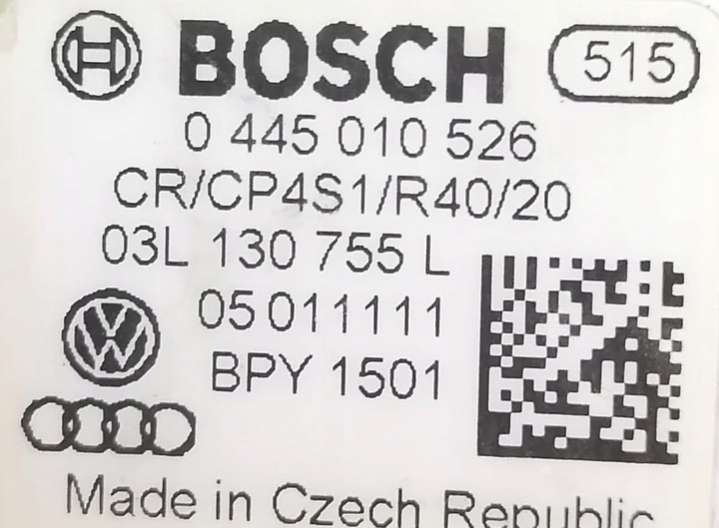 BOSCH 515
0 445 010 526
CR/CP4S1/R40/20
03L 130 755 L
05 011111
BPY 1501
Made in Czech Republic